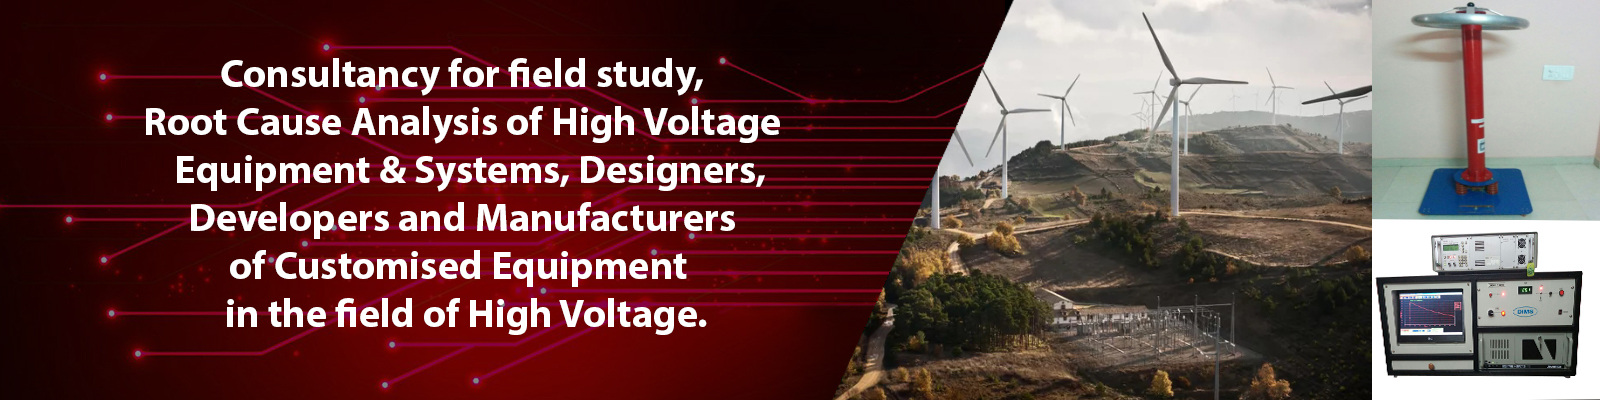 Consultancy for field study,
Root Cause Analysis of High Voltage
Equipment & Systems, Designers,
Developers and Manufacturers
of Customised Equipment
in the field of High Voltage.